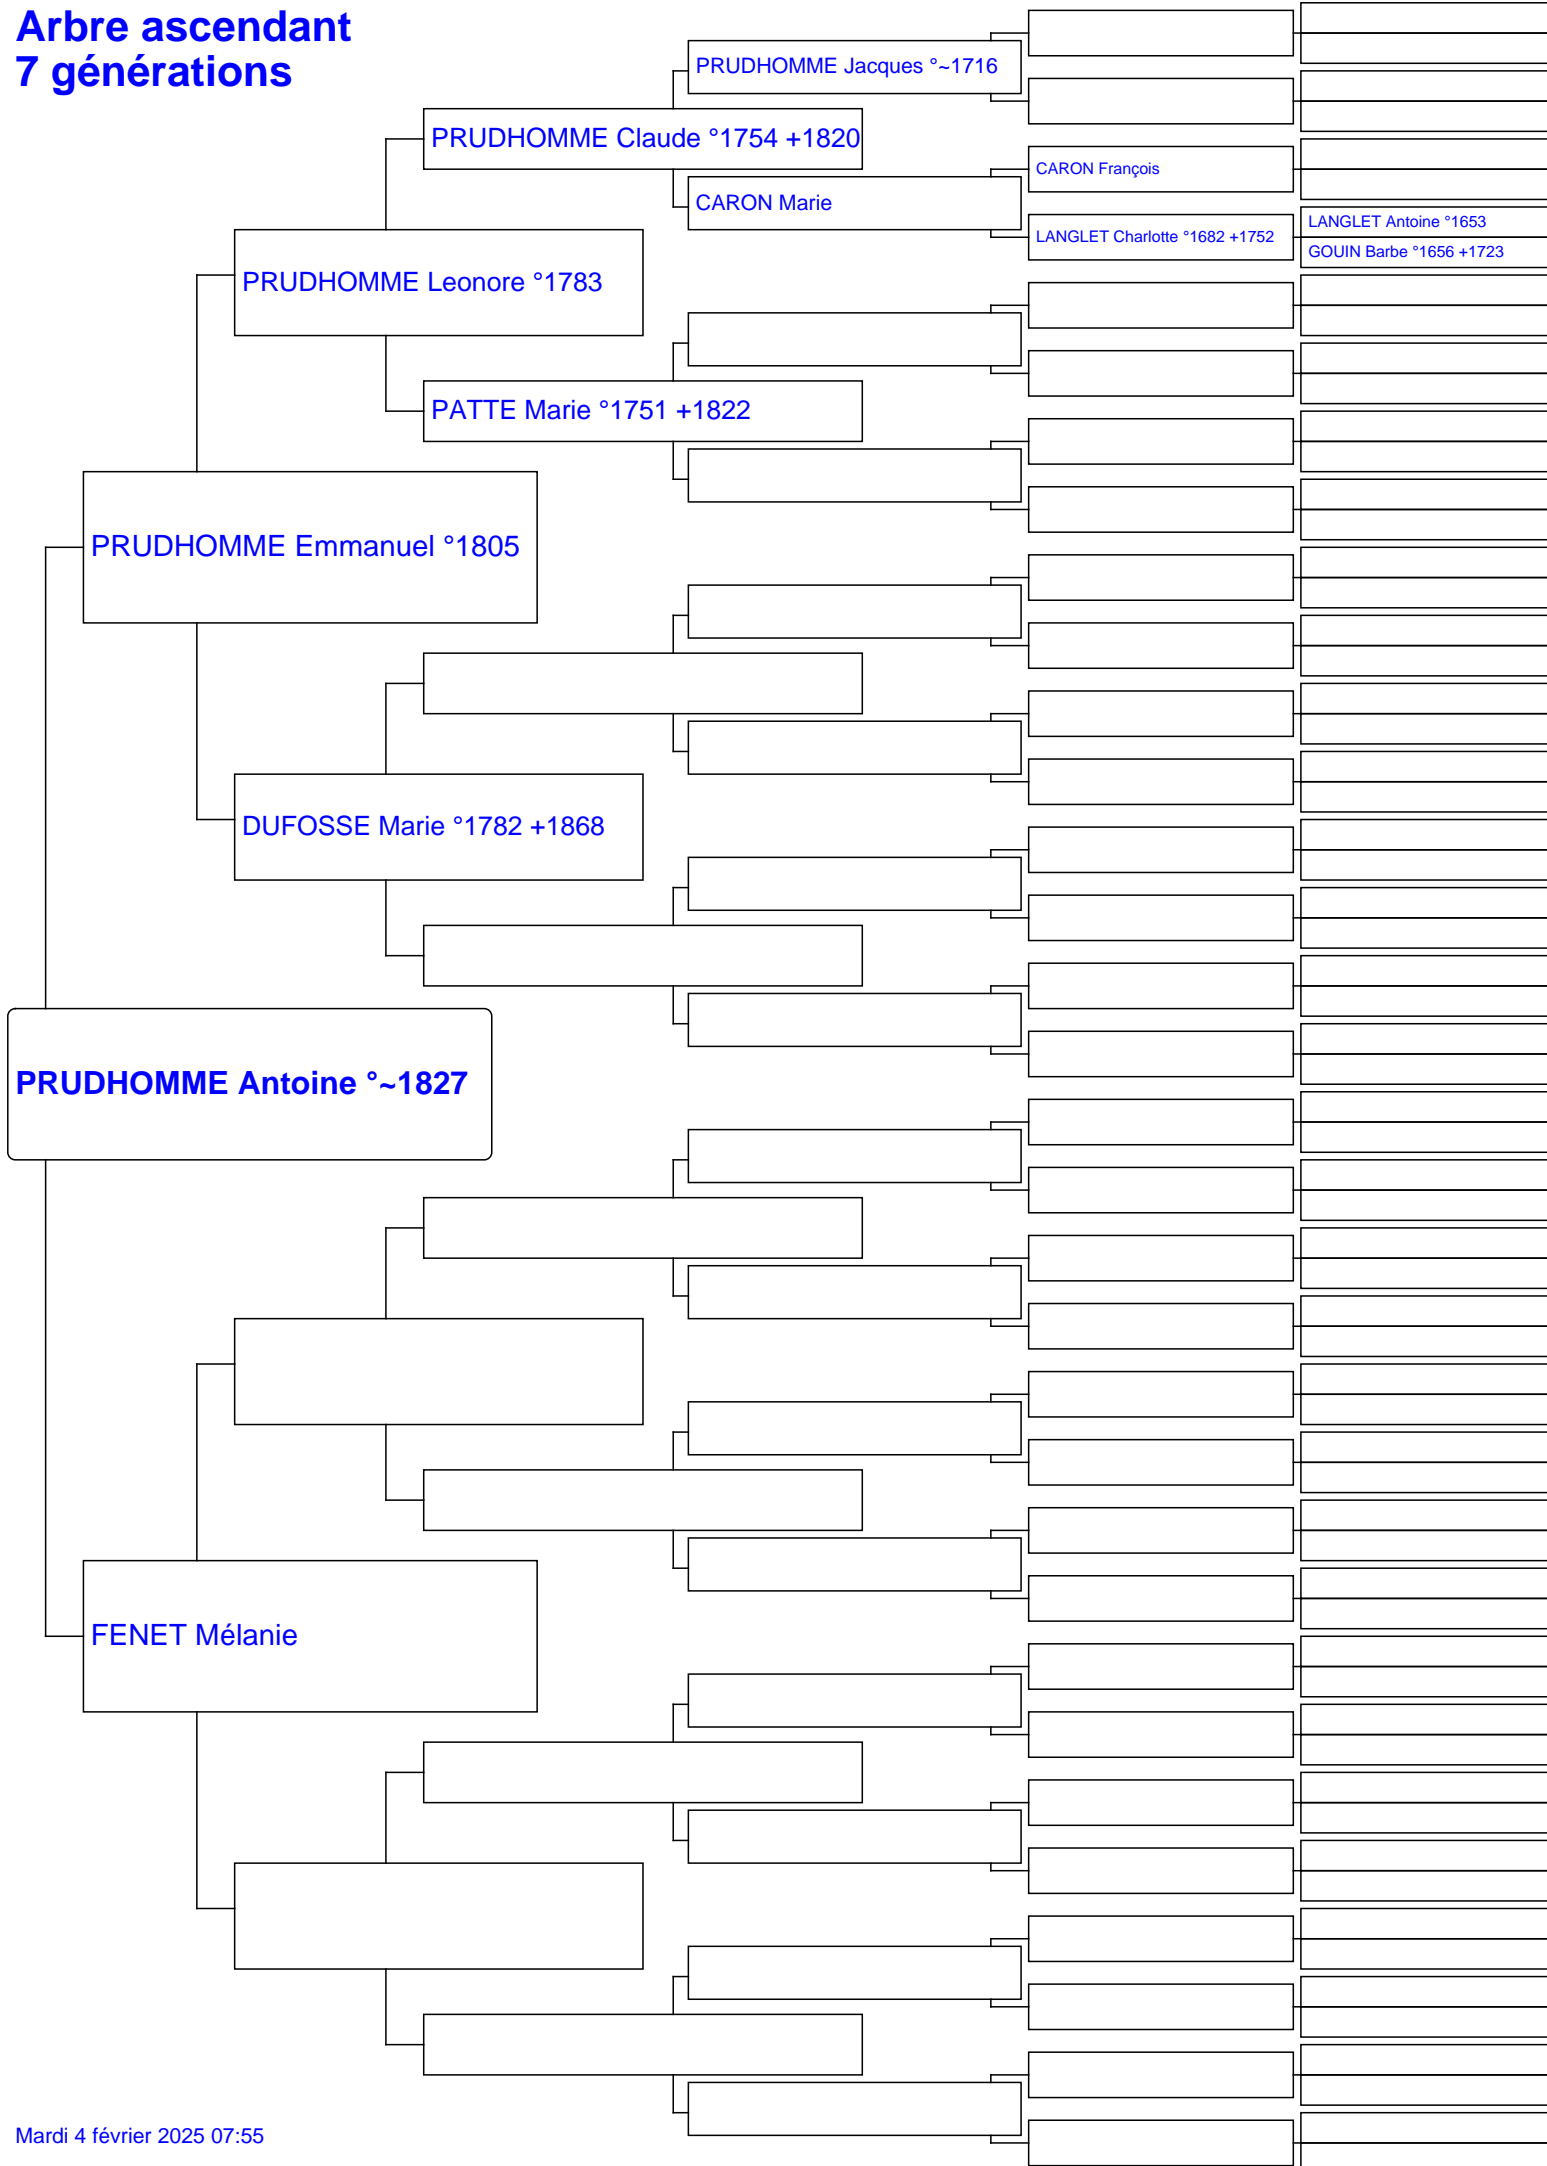 Arbre ascendant
7 générations
PRUDHOMME Jacques °~1716
PRUDHOMME Claude °1754 +1820
CARON François
CARON Marie
LANGLET Antoine °1653
LANGLET Charlotte °1682 +1752
GOUIN Barbe °1656 +1723
PRUDHOMME Leonore °1783
PATTE Marie °1751 +1822
PRUDHOMME Emmanuel °1805
DUFOSSE Marie °1782 +1868
PRUDHOMME Antoine °~1827
FENET Mélanie
Mardi 4 février 2025 07:55